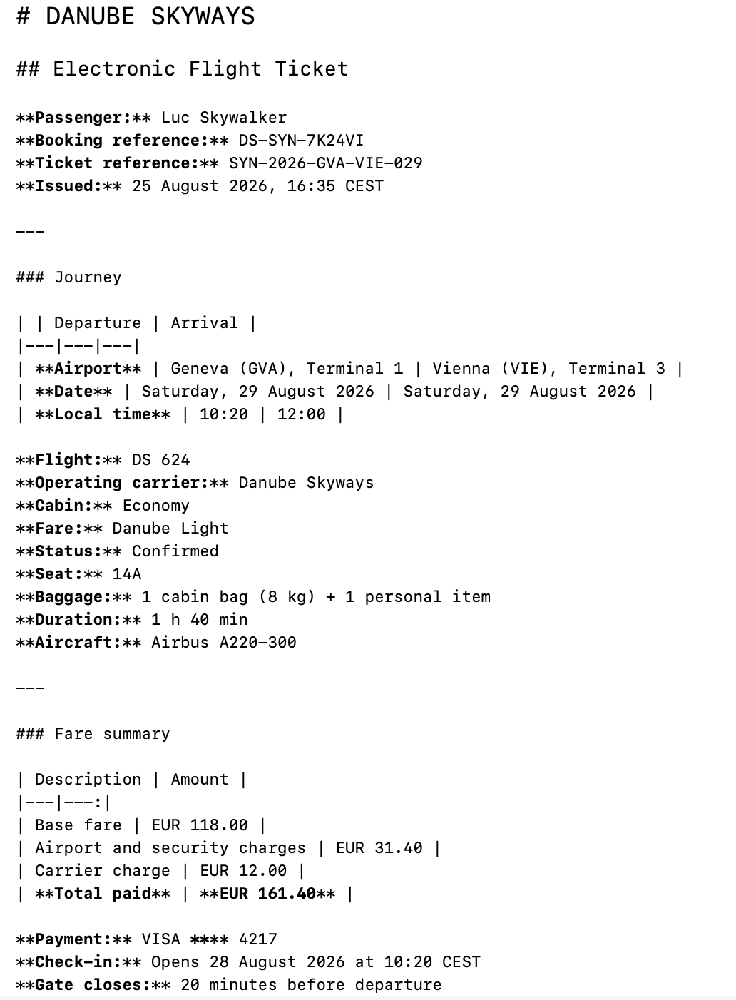 # DANUBE SKYWAYS
## Electronic Flight Ticket
**Passenger:** Luc Skywalker
**Booking reference:** DS-SYN-7K24VI
**Ticket reference:** SYN-2026-GVA-VIE-029
**Issued:** 25 August 2026, 16:35 CEST
---
### Journey
| | Departure | Arrival |
|---|---|---|
| **Airport** | Geneva (GVA), Terminal 1 | Vienna (VIE), Terminal 3 |
| **Date** | Saturday, 29 August 2026 | Saturday, 29 August 2026 |
| **Local time** | 10:20 | 12:00 |
**Flight:** DS 624
**Operating carrier:** Danube Skyways
**Cabin:** Economy
**Fare:** Danube Light
**Status:** Confirmed
**Seat:** 14A
**Baggage:** 1 cabin bag (8 kg) + 1 personal item
**Duration:** 1 h 40 min
**Aircraft:** Airbus A220-300
---
### Fare summary
| Description | Amount |
|---|---:|
| Base fare | EUR 118.00 |
| Airport and security charges | EUR 31.40 |
| Carrier charge | EUR 12.00 |
| **Total paid** | **EUR 161.40** |
**Payment:** VISA **** 4217
**Check-in:** Opens 28 August 2026 at 10:20 CEST
**Gate closes:** 20 minutes before departure